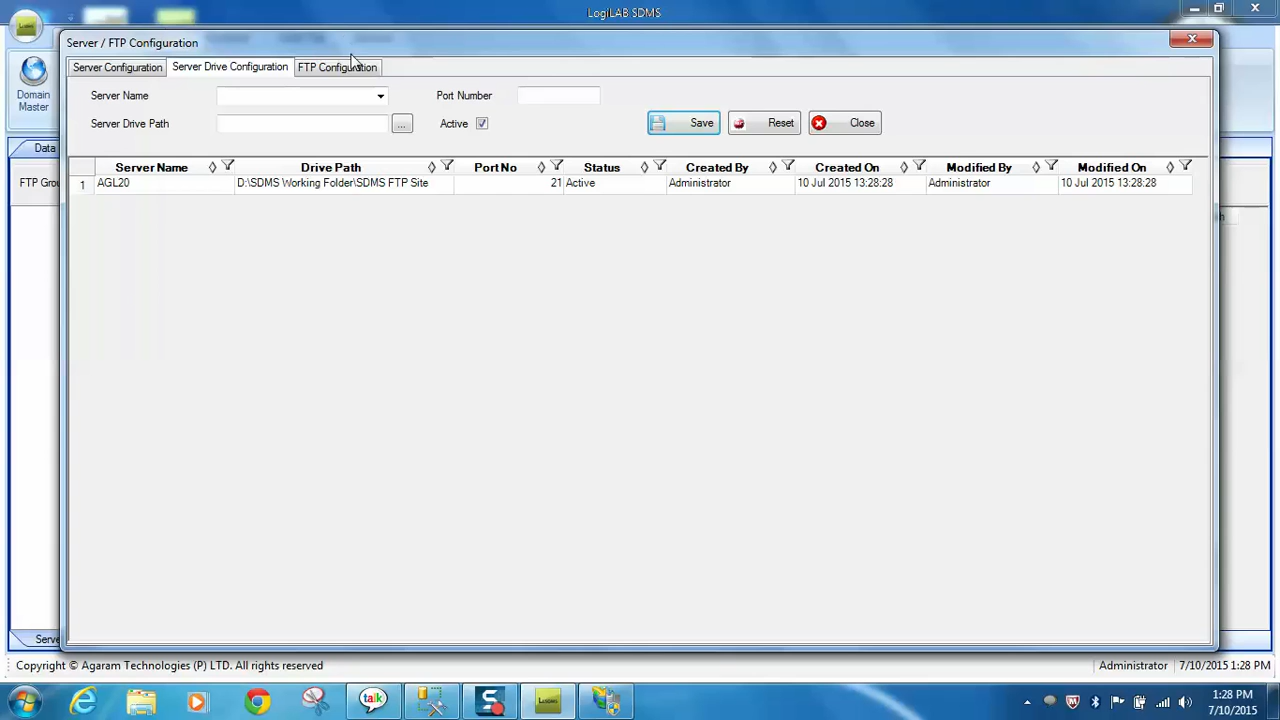 LogiLAB SDMS
Server / FTP Configuration
Server Configuration Server Drive Configuration FTP Configuration
Domain
Master
Server Name Port Number
Server Drive Path ... Active Save Reset Close
Data
FTP Grou
Server Name Drive Path Port No Status Created By Created On Modified By Modified On
1 AGL20 D:\SDMS Working Folder\SDMS FTP Site 21 Active Administrator 10 Jul 2015 13:28:28 Administrator 10 Jul 2015 13:28:28
Serve
Copyright © Agaram Technologies (P) LTD. All rights reserved Administrator 7/10/2015 1:28 PM
talk
S
1:28 PM
7/10/2015